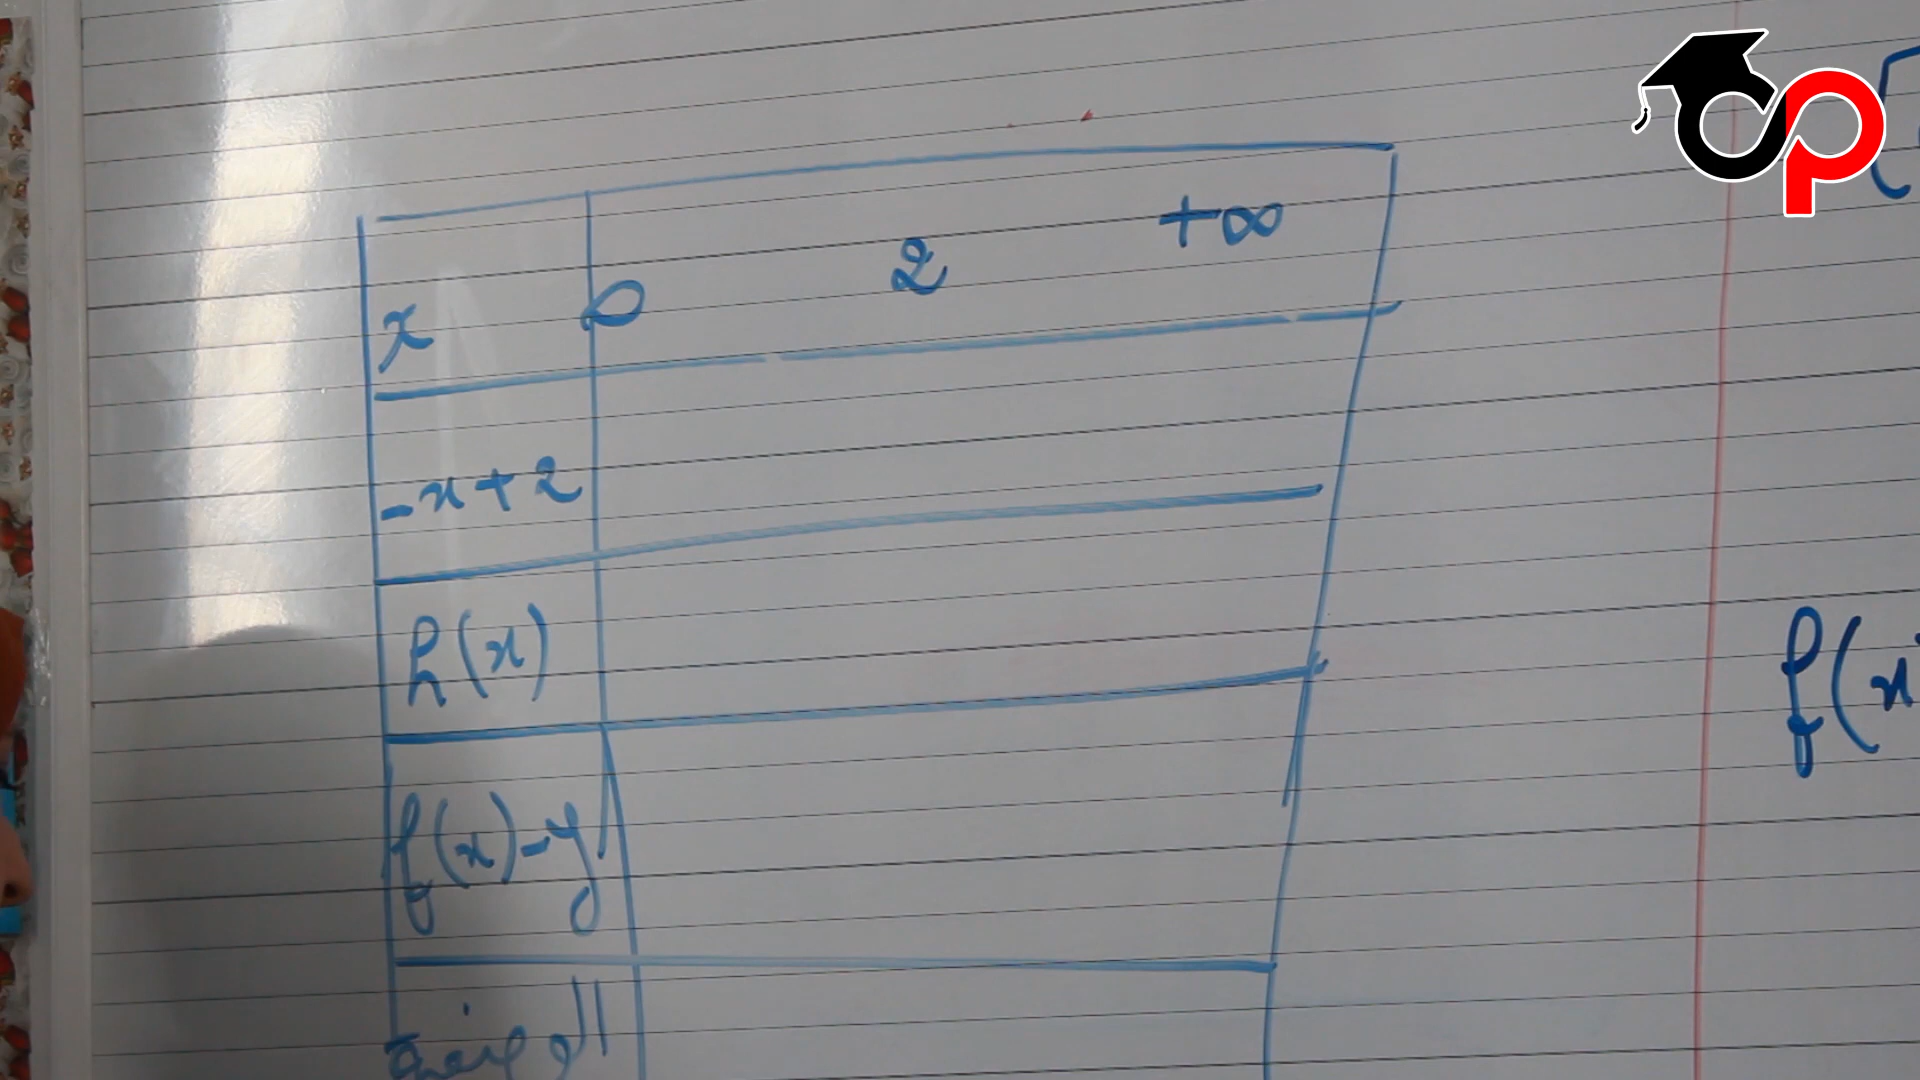 x 0 2 +∞
-x+2
h(x)
f(x)-y
الوضعية
f(x